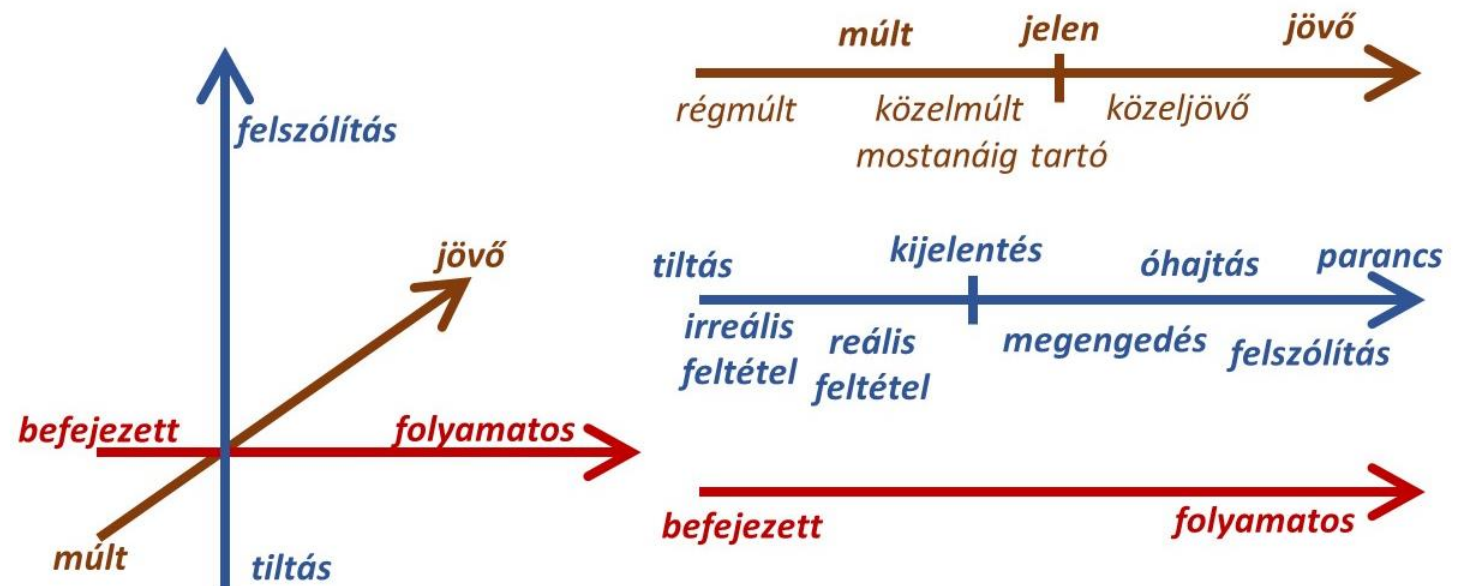 felszólítás
jövő
befejezett
folyamatos
múlt
tiltás
múlt jelen jövő
régmúlt közelmúlt közeljövő
mostanáig tartó
tiltás kijelentés óhajtás parancs
irreális reális megengedés felszólítás
feltétel feltétel
befejezett folyamatos